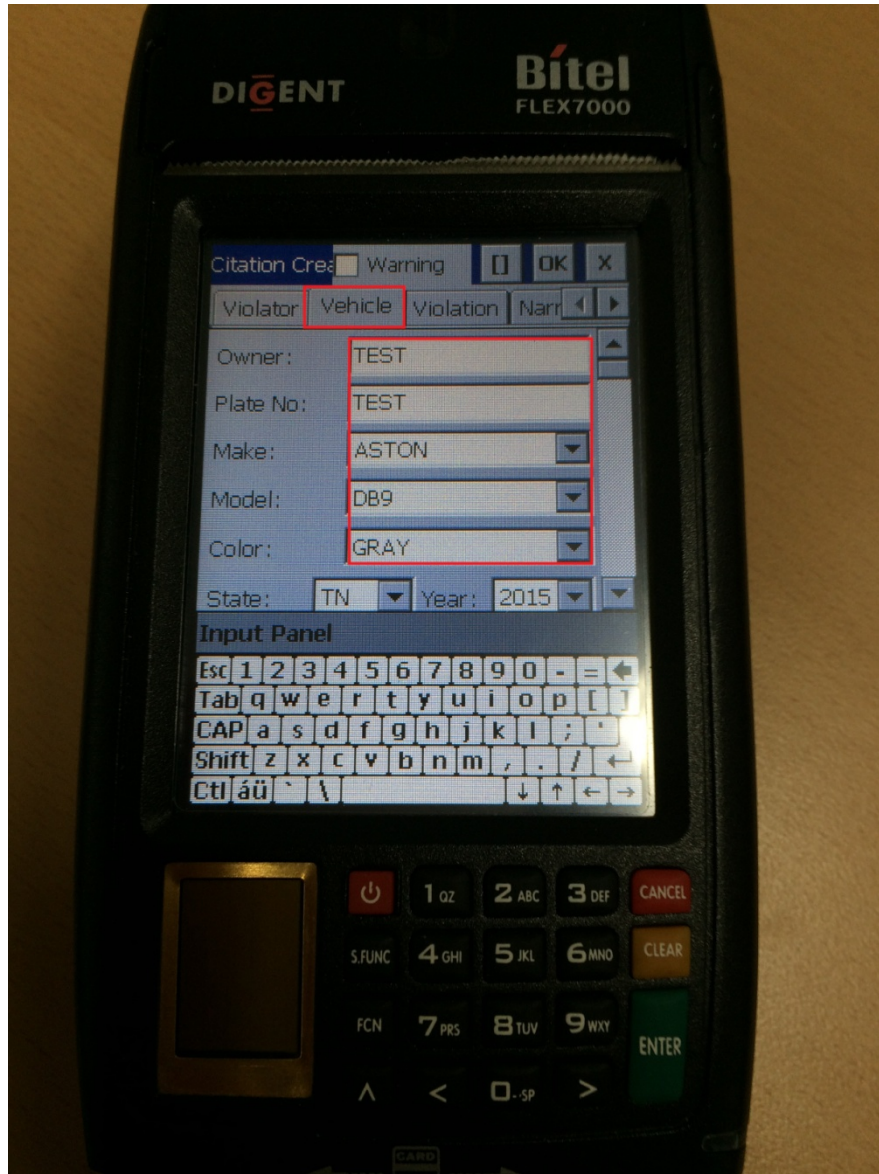 DIGENT
Bitel
FLEX7000
Citation Crea Warning [] OK X
Violator Vehicle Violation Narr
Owner: TEST
Plate No: TEST
Make: ASTON
Model: DB9
Color: GRAY
State: TN Year: 2015
Input Panel
Esc 1 2 3 4 5 6 7 8 9 0 - = 🡄
Tab q w e r t y u i o p [ ]
CAP a s d f g h j k l ; '
Shift z x c v b n m , . / ↵
Ctl áü ` \ ↓ ↑ ← →
1 QZ 2 ABC 3 DEF CANCEL
S.FUNC 4 GHI 5 JKL 6 MNO CLEAR
FCN 7 PRS 8 TUV 9 WXY
ENTER
∧ < 0..SP >
CARD